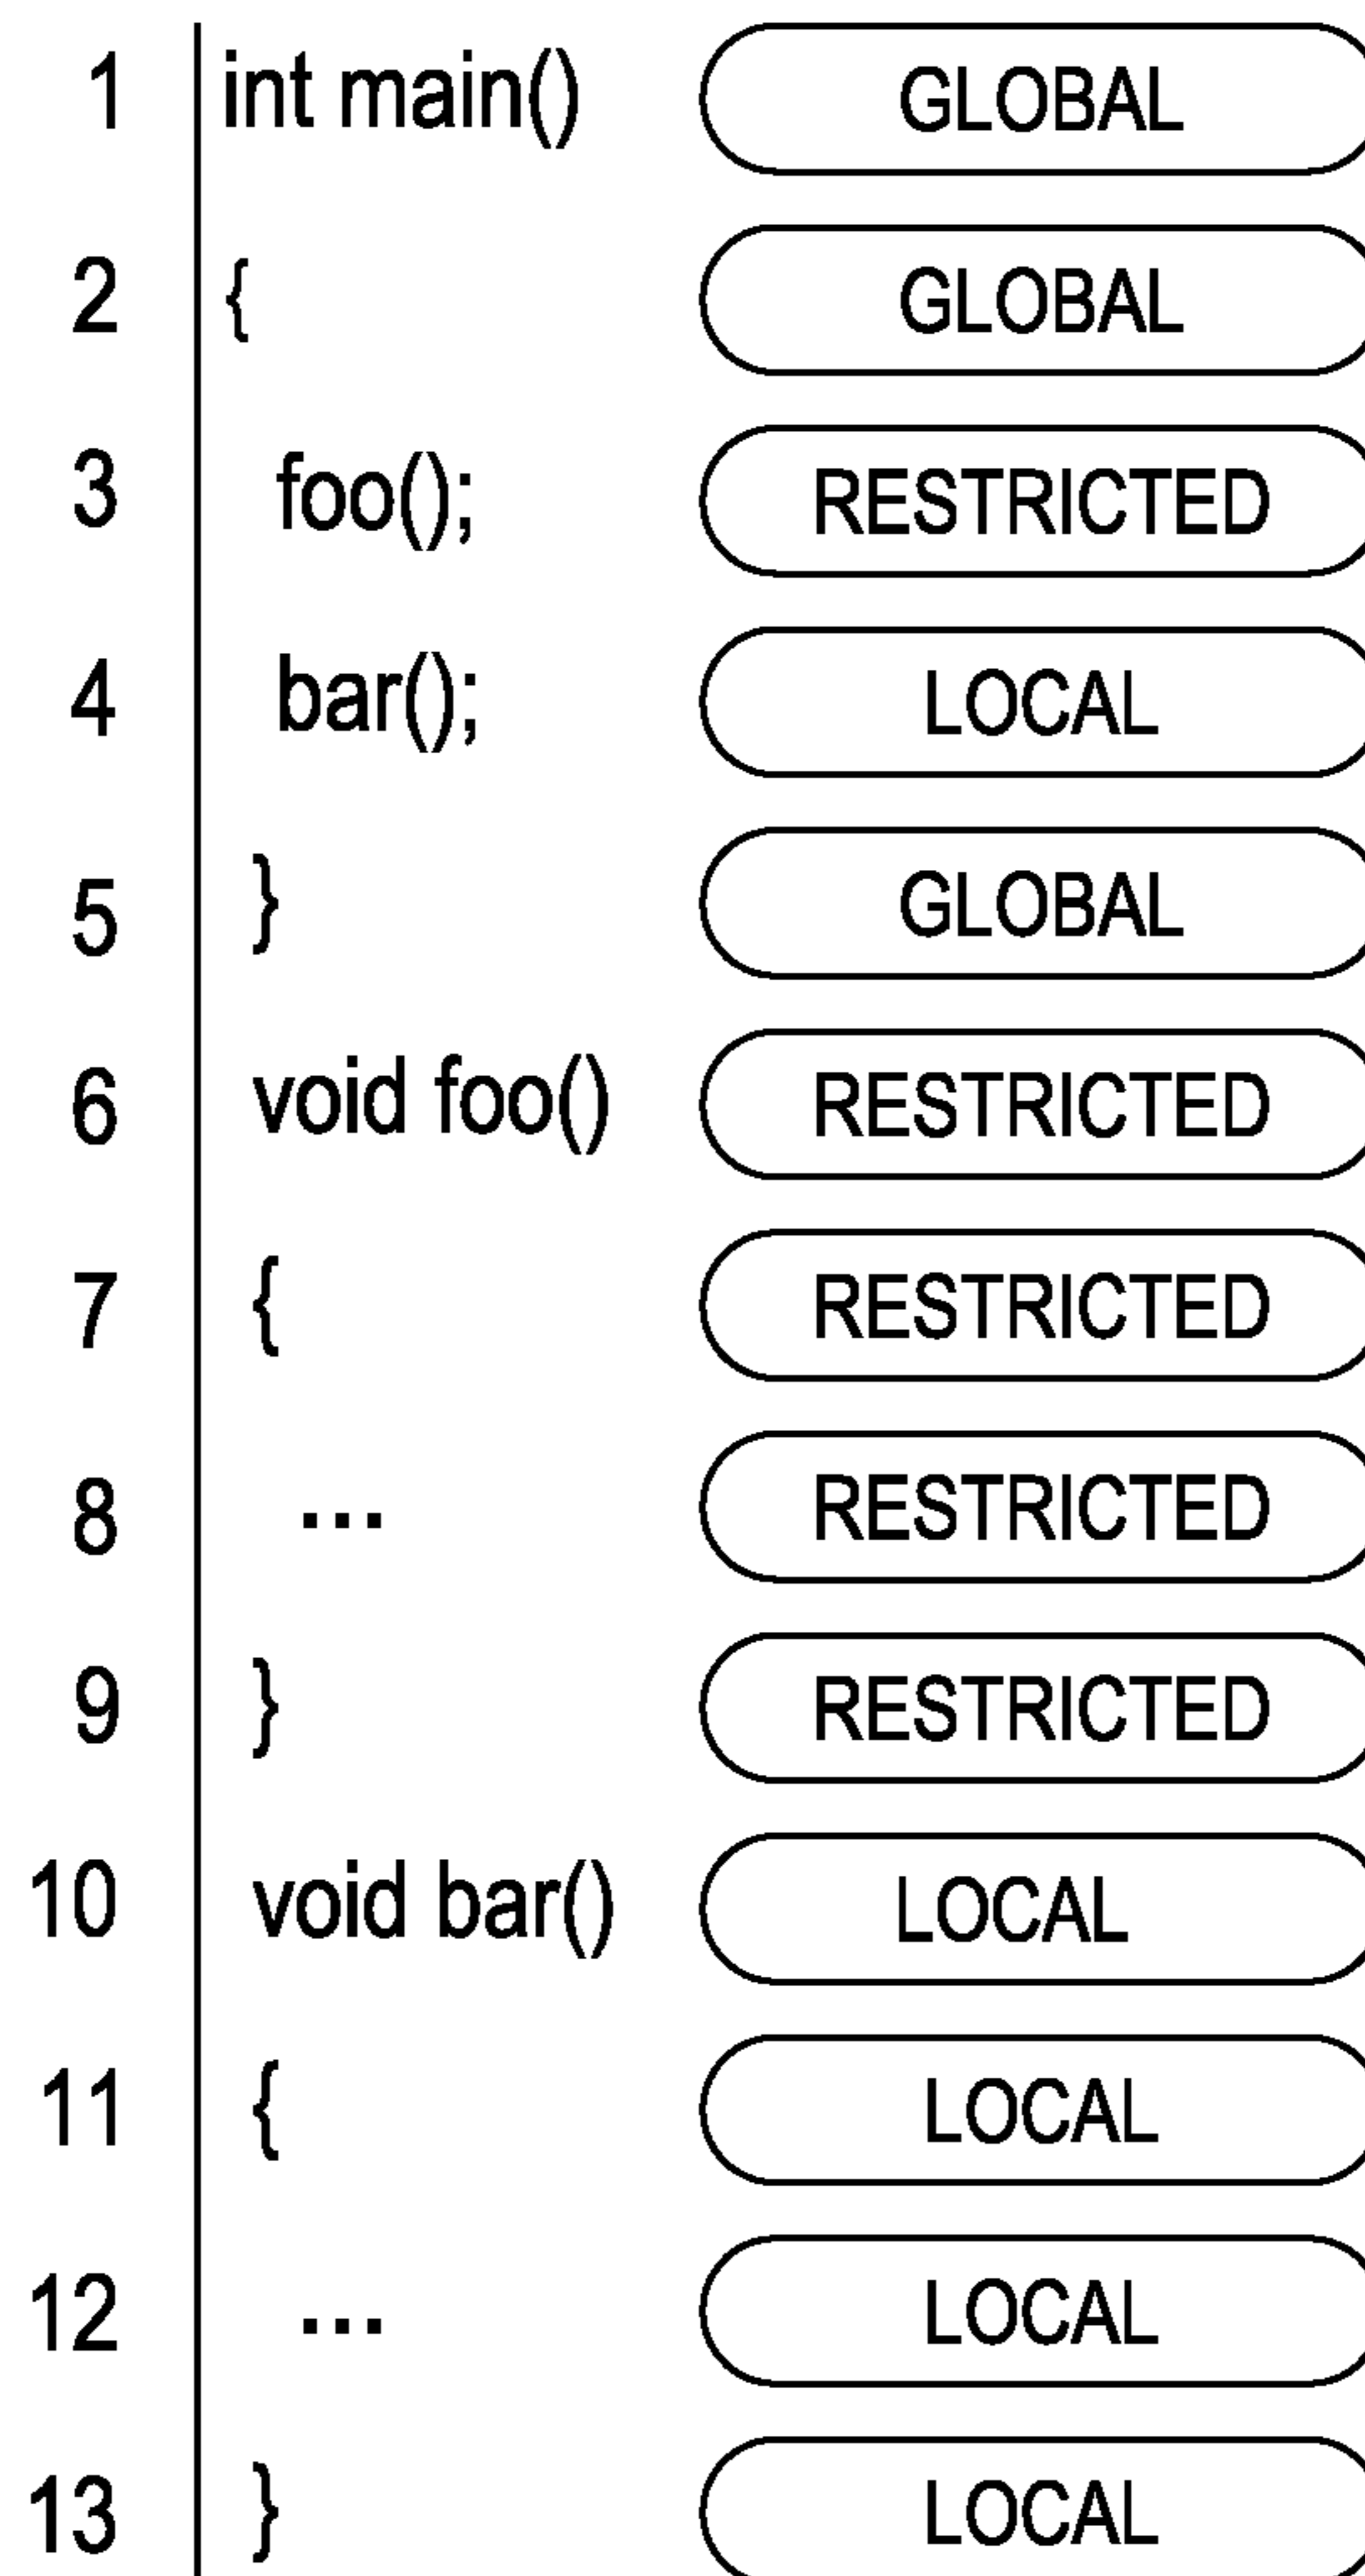 1 int main() GLOBAL
2 { GLOBAL
3 foo(); RESTRICTED
4 bar(); LOCAL
5 } GLOBAL
6 void foo() RESTRICTED
7 { RESTRICTED
8 ... RESTRICTED
9 } RESTRICTED
10 void bar() LOCAL
11 { LOCAL
12 ... LOCAL
13 } LOCAL